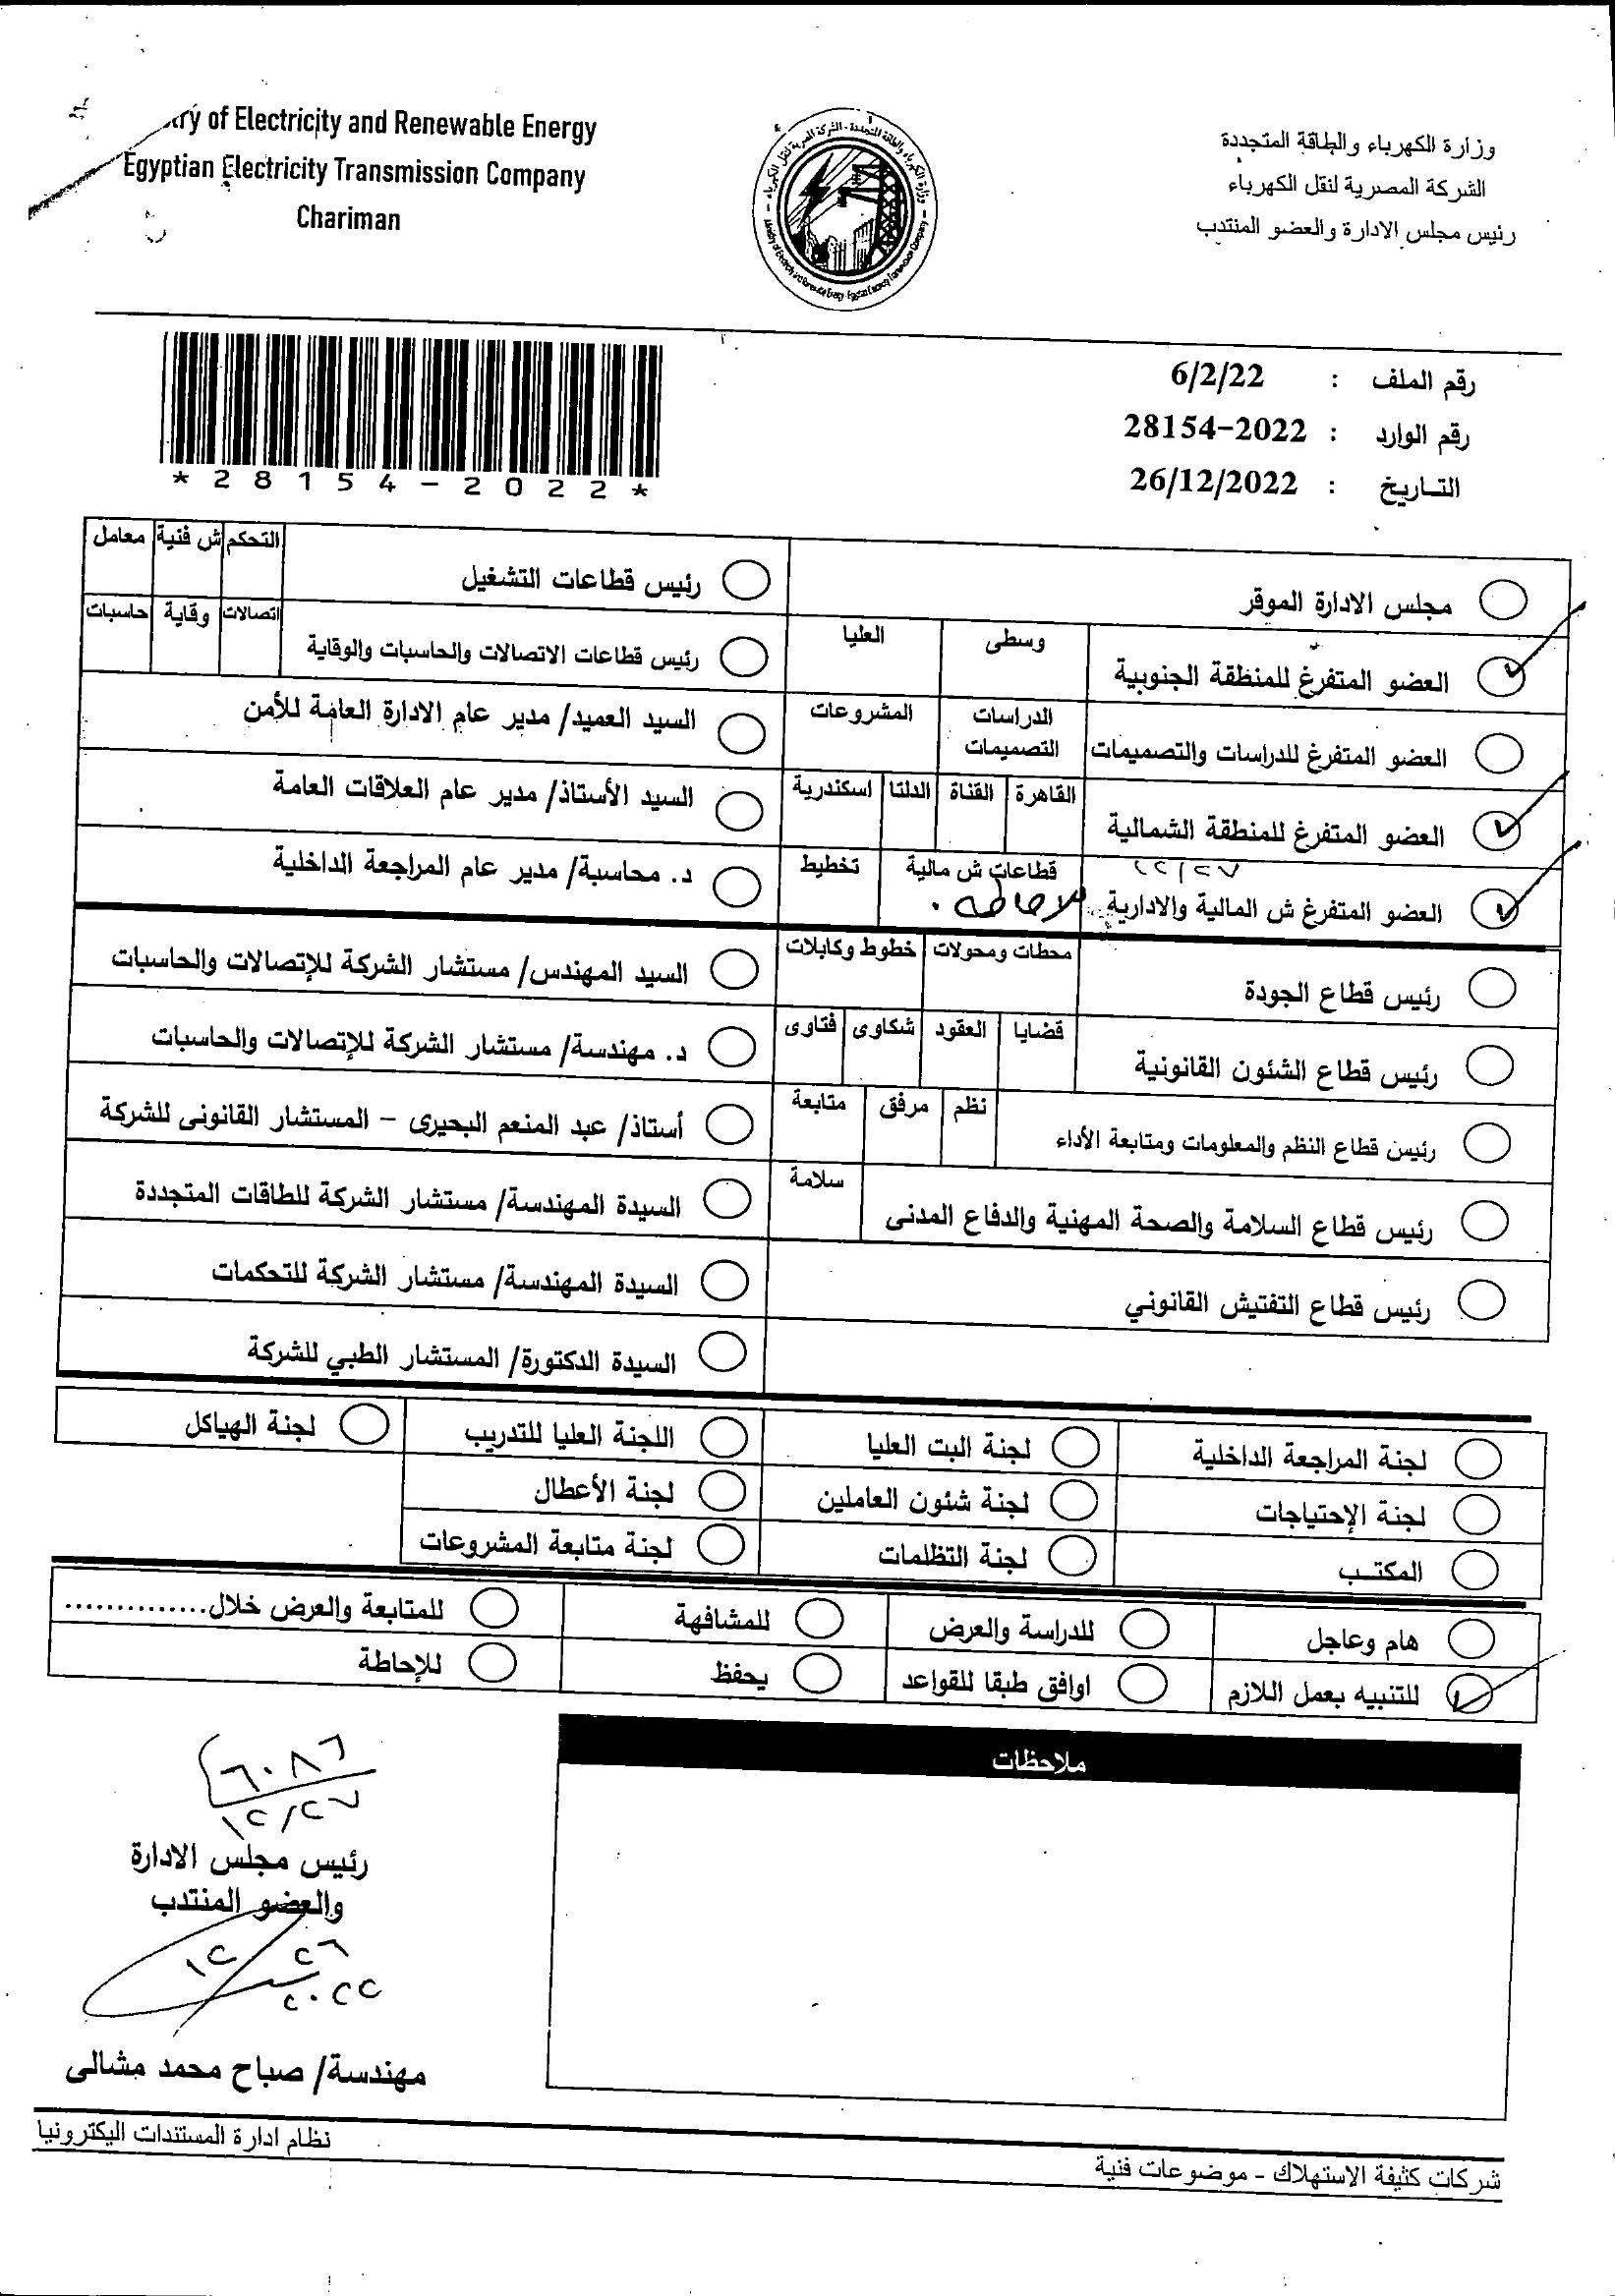 وزارة الكهرباء والطاقة المتجددة
الشركة المصرية لنقل الكهرباء
رئيس مجلس الادارة والعضو المنتدب
of Electricity and Renewable Energy
Egyptian Electricity Transmission Company
Chariman
رقم الملف : 6/2/22
رقم الوارد : 28154-2022
التاريخ : 26/12/2022
*28154-2022*
مجلس الادارة الموقر
العضو المتفرغ للمنطقة الجنوبية وسطى العليا
العضو المتفرغ للدراسات والتصميمات الدراسات التصميمات المشروعات
العضو المتفرغ للمنطقة الشمالية القاهرة القناة الدلتا اسكندرية
١٢/٢٧
العضو المتفرغ ش المالية والادارية قطاعات ش مالية تخطيط
للاحاطه .
رئيس قطاعات التشغيل التحكم ش فنية معامل
رئيس قطاعات الاتصالات والحاسبات والوقاية اتصالات وقاية حاسبات
السيد العميد/ مدير عام الادارة العامة للأمن
السيد الأستاذ/ مدير عام العلاقات العامة
د. محاسبة/ مدير عام المراجعة الداخلية
رئيس قطاع الجودة محطات ومحولات خطوط وكابلات
رئيس قطاع الشئون القانونية قضايا العقود شكاوى فتاوى
رئيس قطاع النظم والمعلومات ومتابعة الأداء نظم مرفق متابعة
رئيس قطاع السلامة والصحة المهنية والدفاع المدنى سلامة
رئيس قطاع التفتيش القانوني
السيد المهندس/ مستشار الشركة للإتصالات والحاسبات
د. مهندسة/ مستشار الشركة للإتصالات والحاسبات
أستاذ/ عبد المنعم البحيرى – المستشار القانونى للشركة
السيدة المهندسة/ مستشار الشركة للطاقات المتجددة
السيدة المهندسة/ مستشار الشركة للتحكمات
السيدة الدكتورة/ المستشار الطبي للشركة
لجنة المراجعة الداخلية لجنة البت العليا اللجنة العليا للتدريب لجنة الهياكل
لجنة الإحتياجات لجنة شئون العاملين لجنة الأعطال
المكتب لجنة التظلمات لجنة متابعة المشروعات
هام وعاجل للدراسة والعرض للمشافهة للمتابعة والعرض خلال..............
للتنبيه بعمل اللازم اوافق طبقا للقواعد يحفظ للإحاطة
ملاحظات
٦٠٨٦
١٢/٢٧
رئيس مجلس الادارة
والعضو المنتدب
١٢/٢٦
٢٠٢٢
مهندسة/ صباح محمد مشالى
شركات كثيفة الإستهلاك - موضوعات فنية
نظام ادارة المستندات اليكترونيا